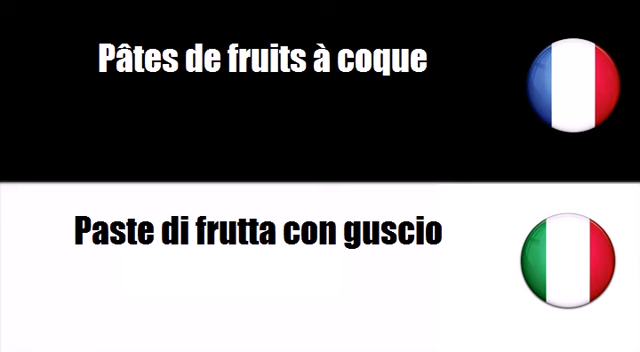 Pâtes de fruits à coque
Paste di frutta con guscio